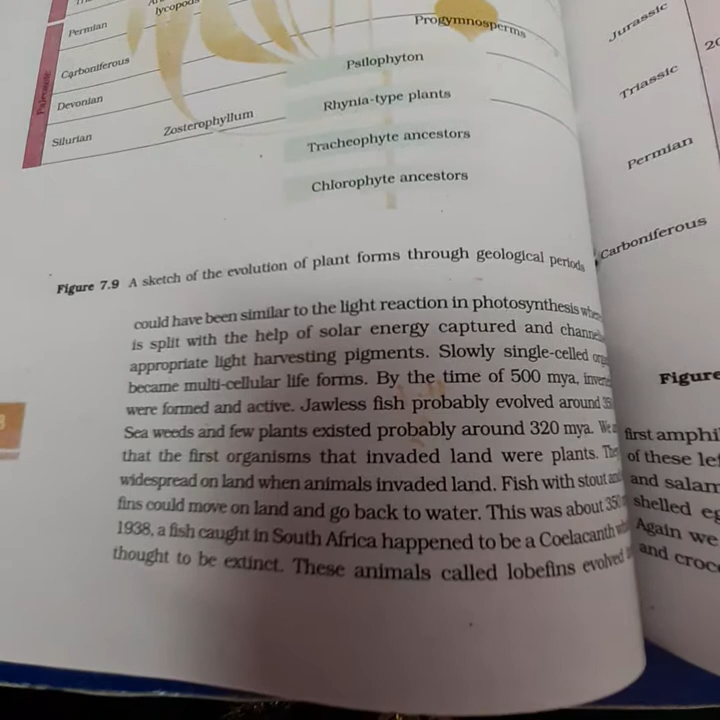 lycopods
Permian
Progymnosperms
Carboniferous
Psilophyton
Devonian
Rhynia-type plants
Silurian
Zosterophyllum
Tracheophyte ancestors
Chlorophyte ancestors
Figure 7.9 A sketch of the evolution of plant forms through geological periods
could have been similar to the light reaction in photosynthesis
is split with the help of solar energy captured and
appropriate light harvesting pigments. Slowly single-celled
became multi-cellular life forms. By the time of 500 mya,
were formed and active. Jawless fish probably evolved around
Sea weeds and few plants existed probably around 320 mya. We
that the first organisms that invaded land were plants.
widespread on land when animals invaded land. Fish with stout
fins could move on land and go back to water. This was about
1938, a fish caught in South Africa happened to be a Coelacanth
thought to be extinct. These animals called lobefins evolved
Jurassic
Triassic
Permian
Carboniferous
Figure
first
of these
and
shelled
Again we
and